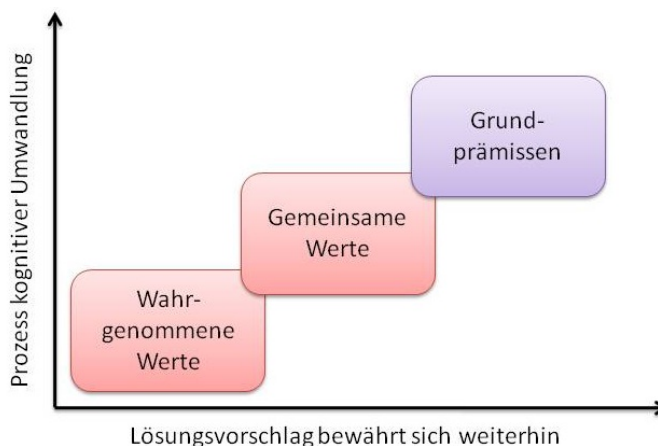 Prozess kognitiver Umwandlung
Grund-
prämissen
Gemeinsame
Werte
Wahr-
genommene
Werte
Lösungsvorschlag bewährt sich weiterhin